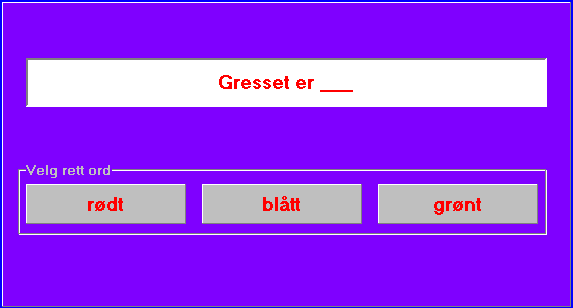 Gresset er ___
Velg rett ord
rødt
blått
grønt